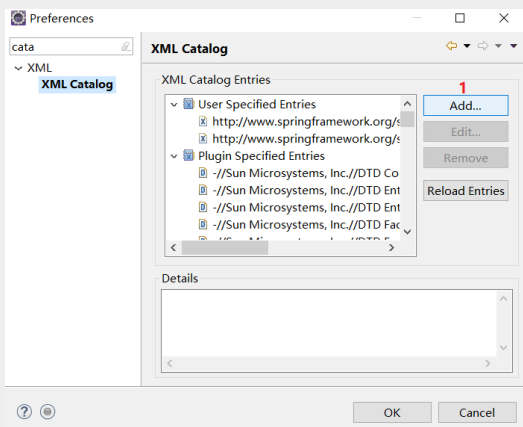 Preferences
cata
XML
XML Catalog
XML Catalog
XML Catalog Entries
User Specified Entries
http://www.springframework.org/s
http://www.springframework.org/s
Plugin Specified Entries
-//Sun Microsystems, Inc.//DTD Co
-//Sun Microsystems, Inc.//DTD Ent
-//Sun Microsystems, Inc.//DTD Ent
-//Sun Microsystems, Inc.//DTD Fac
1
Add...
Edit...
Remove
Reload Entries
Details
OK
Cancel